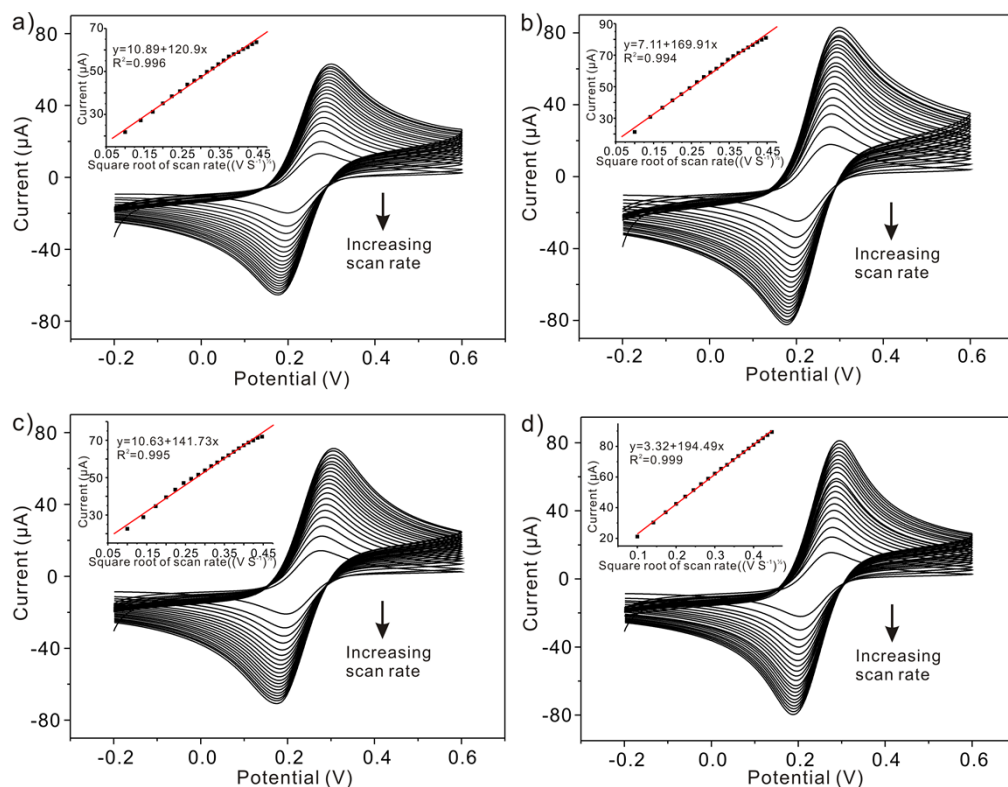 a)
y=10.89+120.9x
R²=0.996
Current (μA)
70
50
30
0.05 0.15 0.25 0.35 0.45
Square root of scan rate((V S⁻¹)^½)
Increasing
scan rate
Current (μA)
80
40
0
-40
-80
-0.2 0.0 0.2 0.4 0.6
Potential (V)
b)
y=7.11+169.91x
R²=0.994
Current (μA)
90
70
50
30
0.05 0.15 0.25 0.35 0.45
Square root of scan rate((V S⁻¹)^½)
Increasing
scan rate
Current (μA)
80
40
0
-40
-80
-0.2 0.0 0.2 0.4 0.6
Potential (V)
c)
y=10.63+141.73x
R²=0.995
Current (μA)
70
50
30
0.05 0.15 0.25 0.35 0.45
Square root of scan rate((V S⁻¹)^½)
Increasing
scan rate
Current (μA)
80
40
0
-40
-80
-0.2 0.0 0.2 0.4 0.6
Potential (V)
d)
y=3.32+194.49x
R²=0.999
Current (μA)
80
60
40
20
0.1 0.2 0.3 0.4
Square root of scan rate((V S⁻¹)^½)
Increasing
scan rate
Current (μA)
80
40
0
-40
-80
-0.2 0.0 0.2 0.4 0.6
Potential (V)